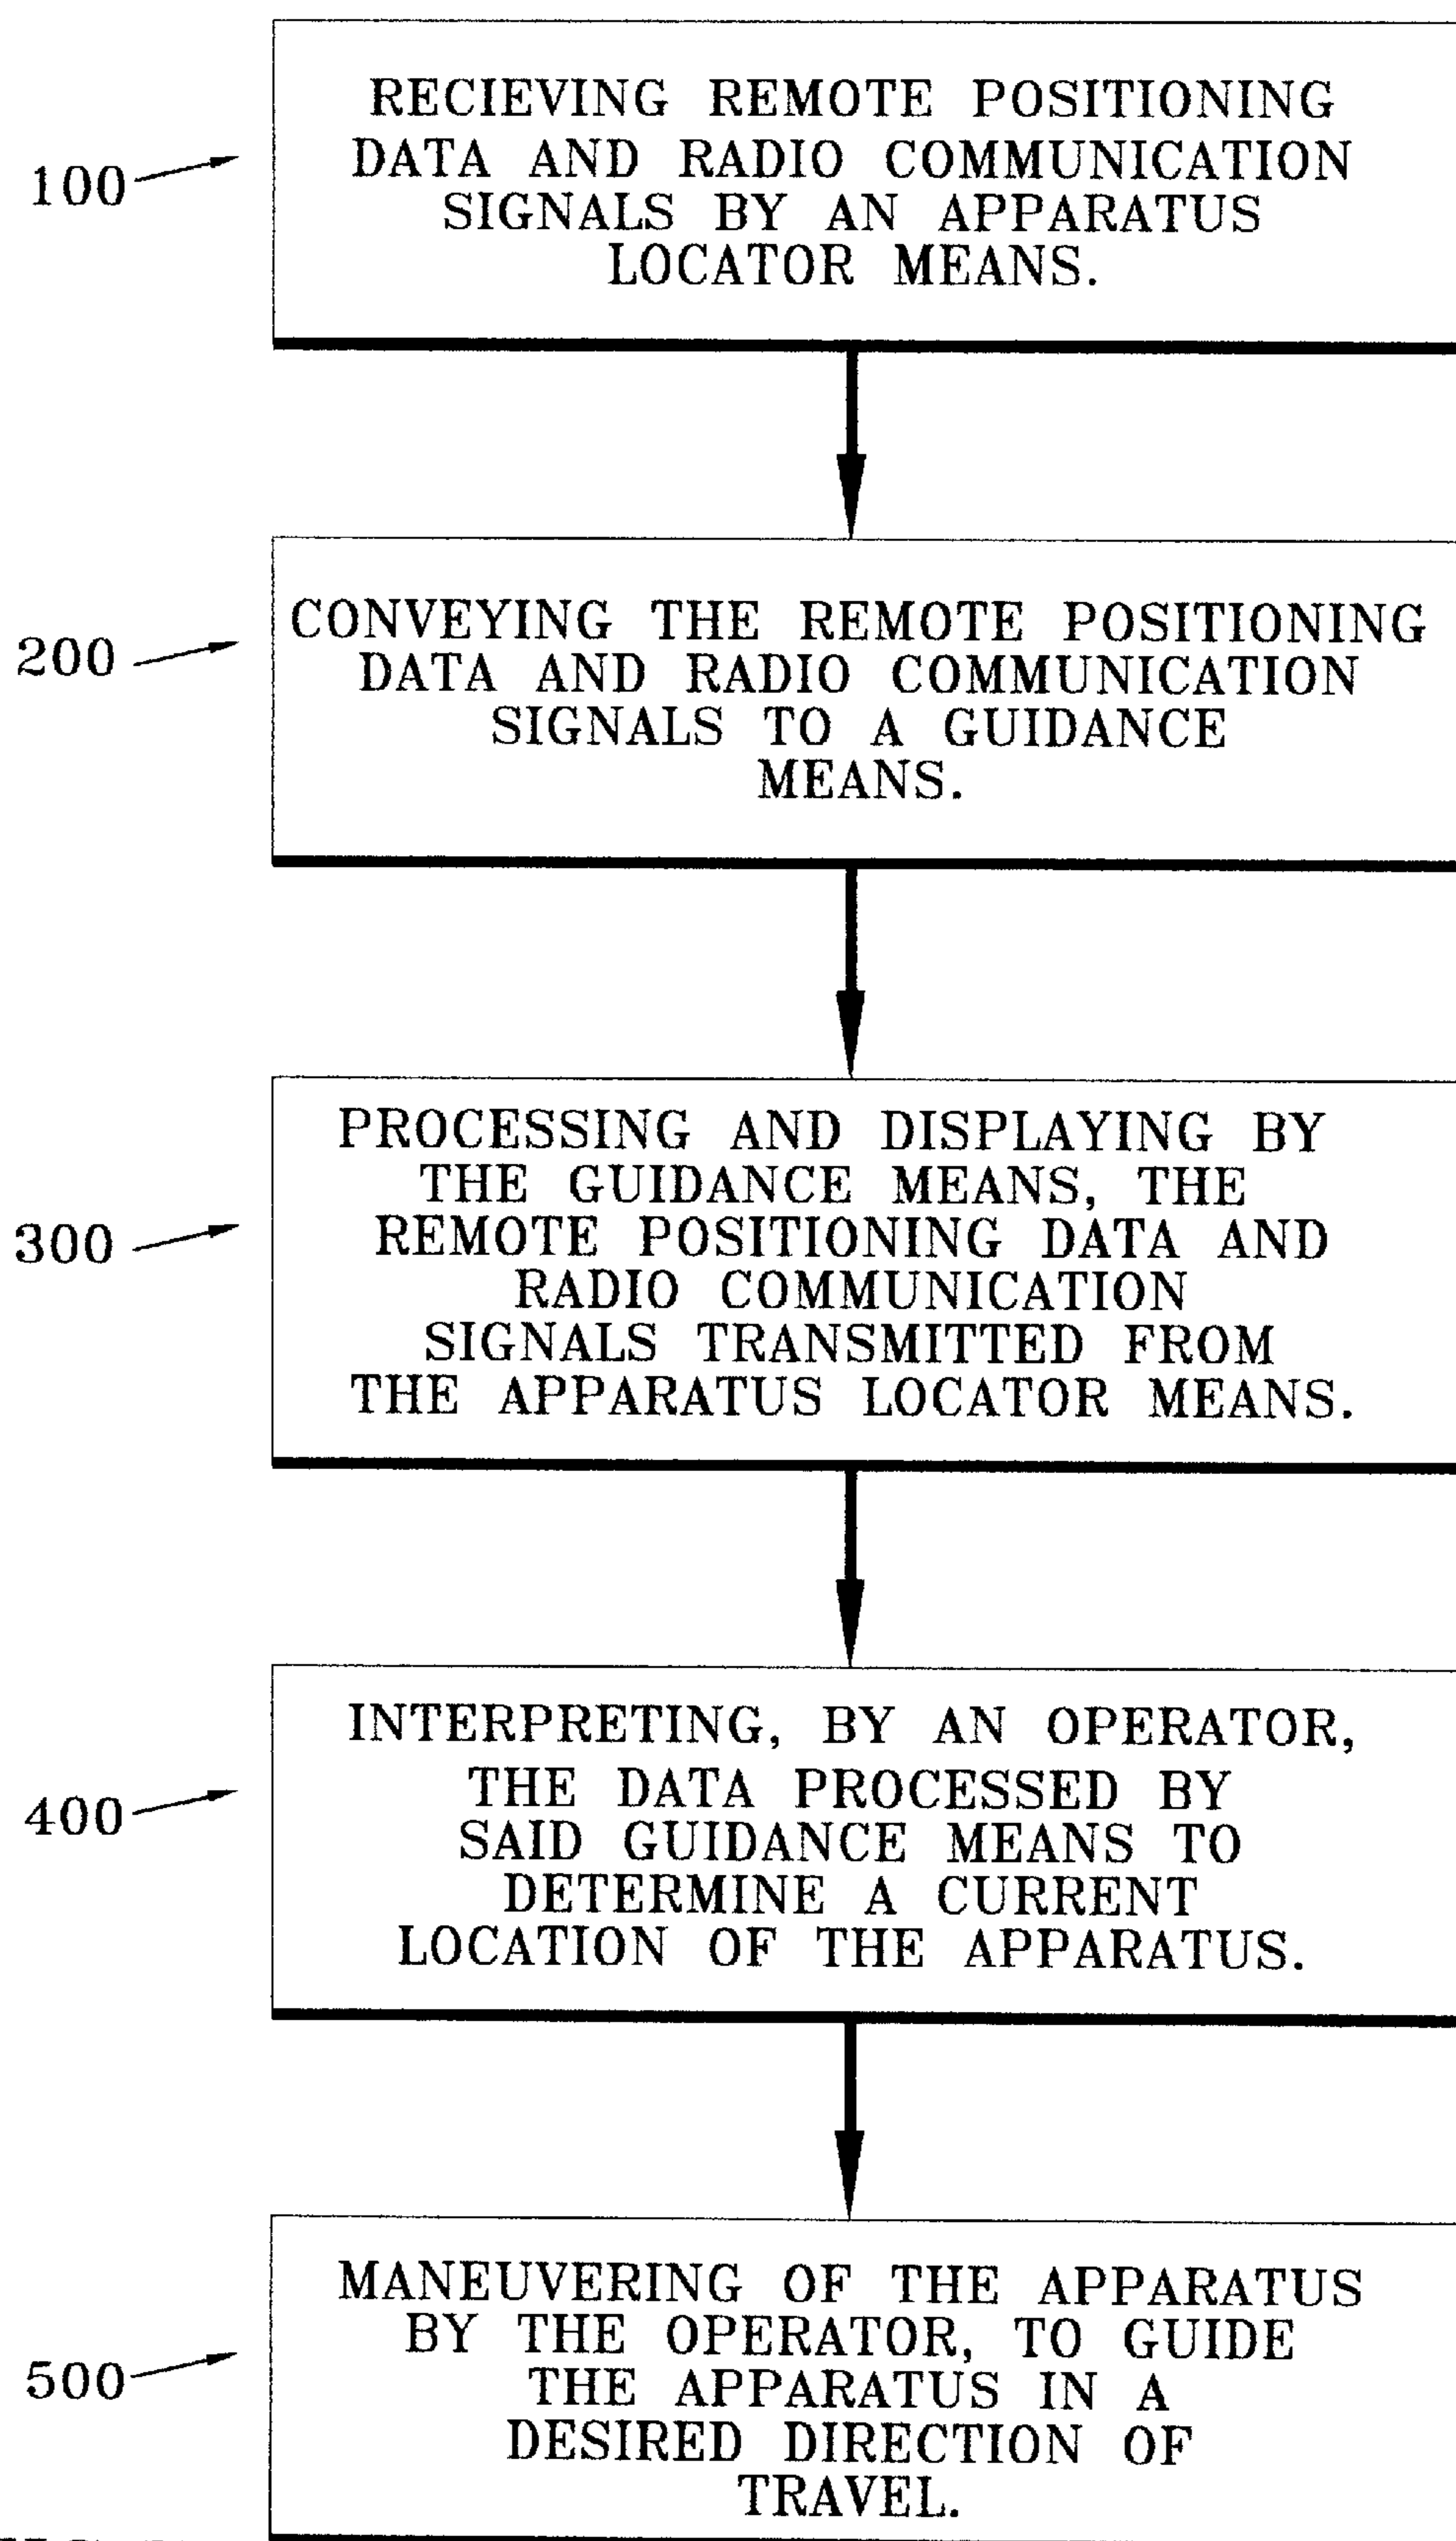 RECIEVING REMOTE POSITIONING
DATA AND RADIO COMMUNICATION
SIGNALS BY AN APPARATUS
LOCATOR MEANS.
100
CONVEYING THE REMOTE POSITIONING
DATA AND RADIO COMMUNICATION
SIGNALS TO A GUIDANCE
MEANS.
200
PROCESSING AND DISPLAYING BY
THE GUIDANCE MEANS, THE
REMOTE POSITIONING DATA AND
RADIO COMMUNICATION
SIGNALS TRANSMITTED FROM
THE APPARATUS LOCATOR MEANS.
300
INTERPRETING, BY AN OPERATOR,
THE DATA PROCESSED BY
SAID GUIDANCE MEANS TO
DETERMINE A CURRENT
LOCATION OF THE APPARATUS.
400
MANEUVERING OF THE APPARATUS
BY THE OPERATOR, TO GUIDE
THE APPARATUS IN A
DESIRED DIRECTION OF
TRAVEL.
500